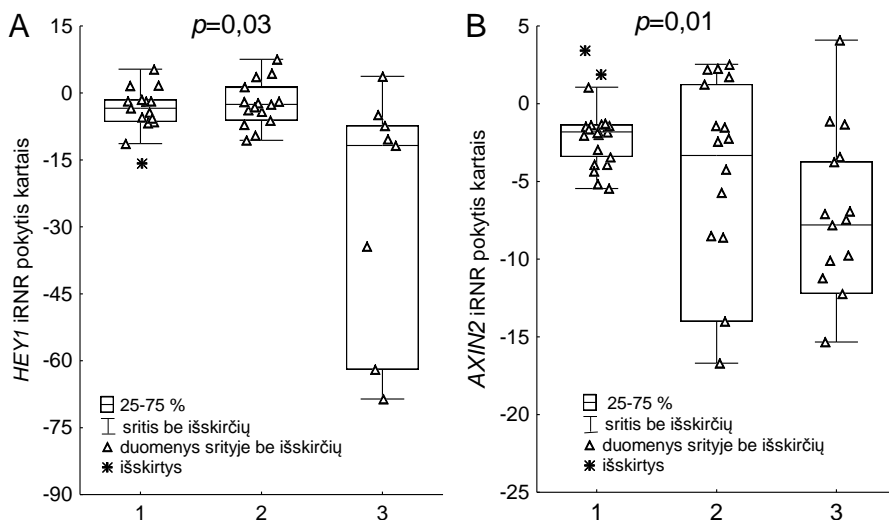 A
p=0,03
HEY1 iRNR pokytis kartais
15
0
-15
-30
-45
-60
-75
-90
25-75 %
sritis be išskirčių
duomenys srityje be išskirčių
išskirtys
1 2 3
B
p=0,01
AXIN2 iRNR pokytis kartais
5
0
-5
-10
-15
-20
-25
25-75 %
sritis be išskirčių
duomenys srityje be išskirčių
išskirtys
1 2 3